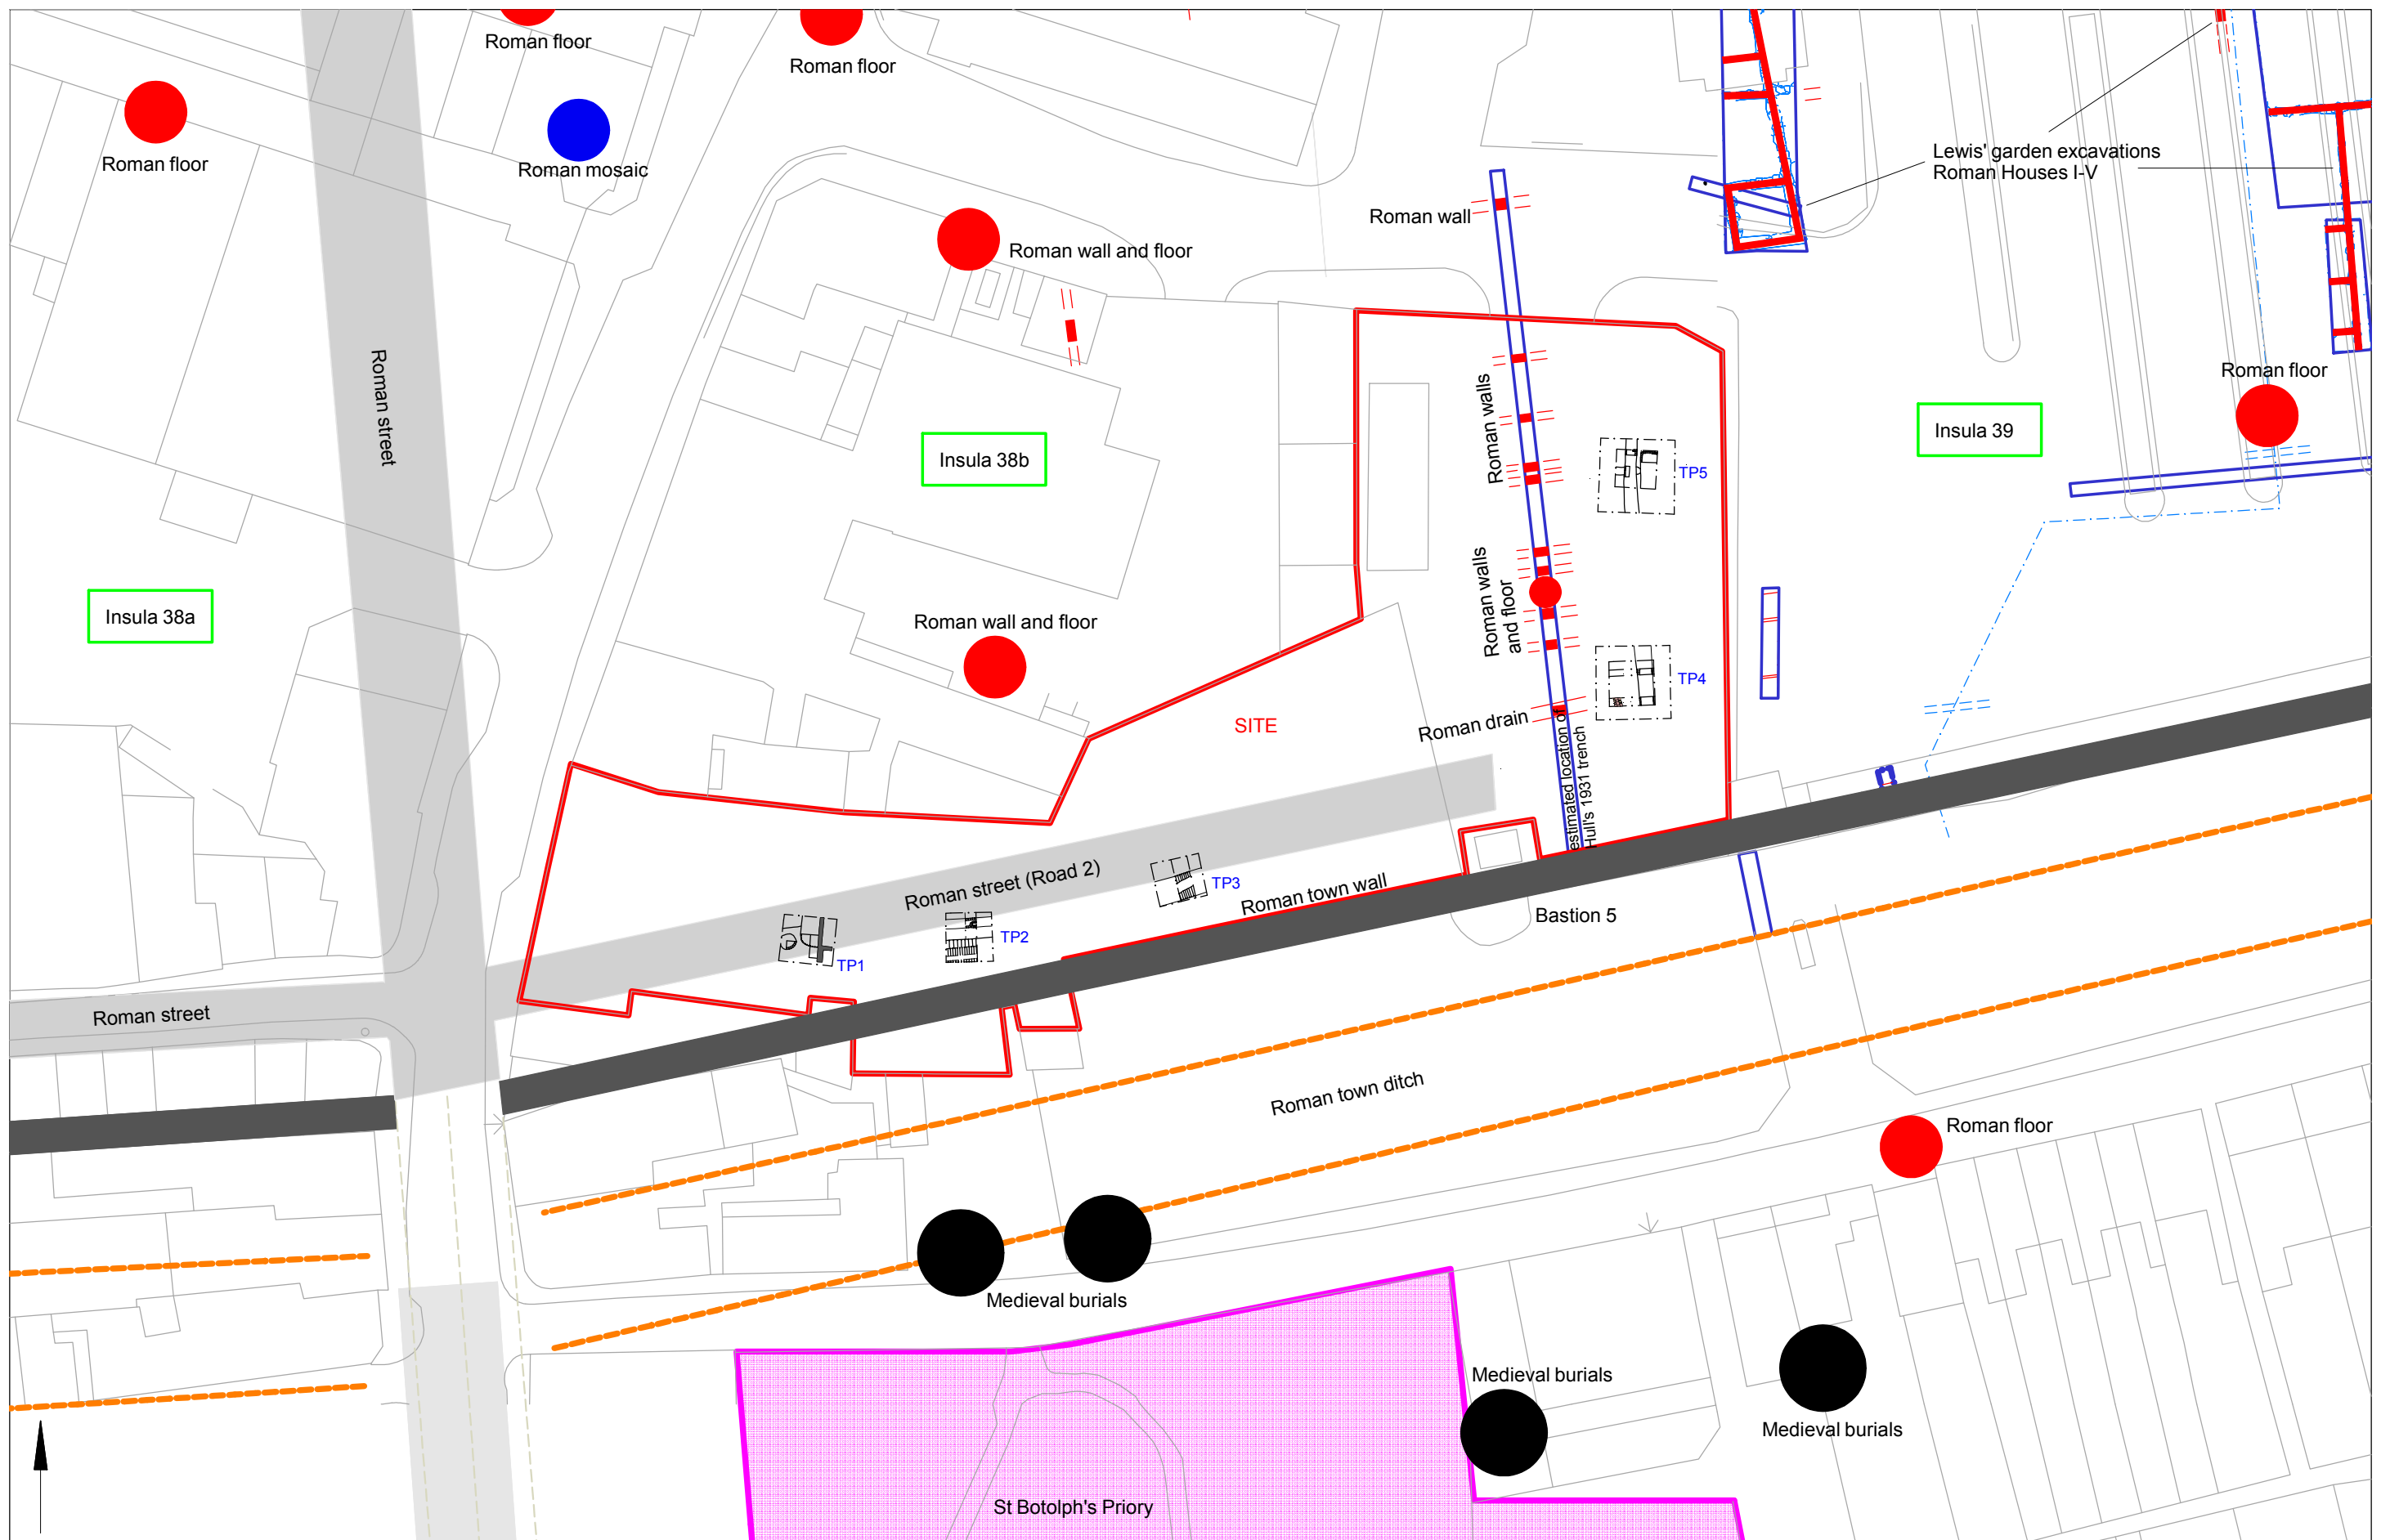 Roman floor
Roman floor
Roman floor
Roman mosaic
Lewis' garden excavations
Roman Houses I-V
Roman wall
Roman wall and floor
Roman street
Roman walls
Roman floor
Insula 38b
Insula 39
TP5
Insula 38a
Roman wall and floor
Roman walls
and floor
TP4
SITE
Roman drain
estimated location of
Hull's 1931 trench
Roman street (Road 2)
TP3
Roman town wall
Bastion 5
TP1
TP2
Roman street
Roman town ditch
Roman floor
Medieval burials
Medieval burials
Medieval burials
St Botolph's Priory